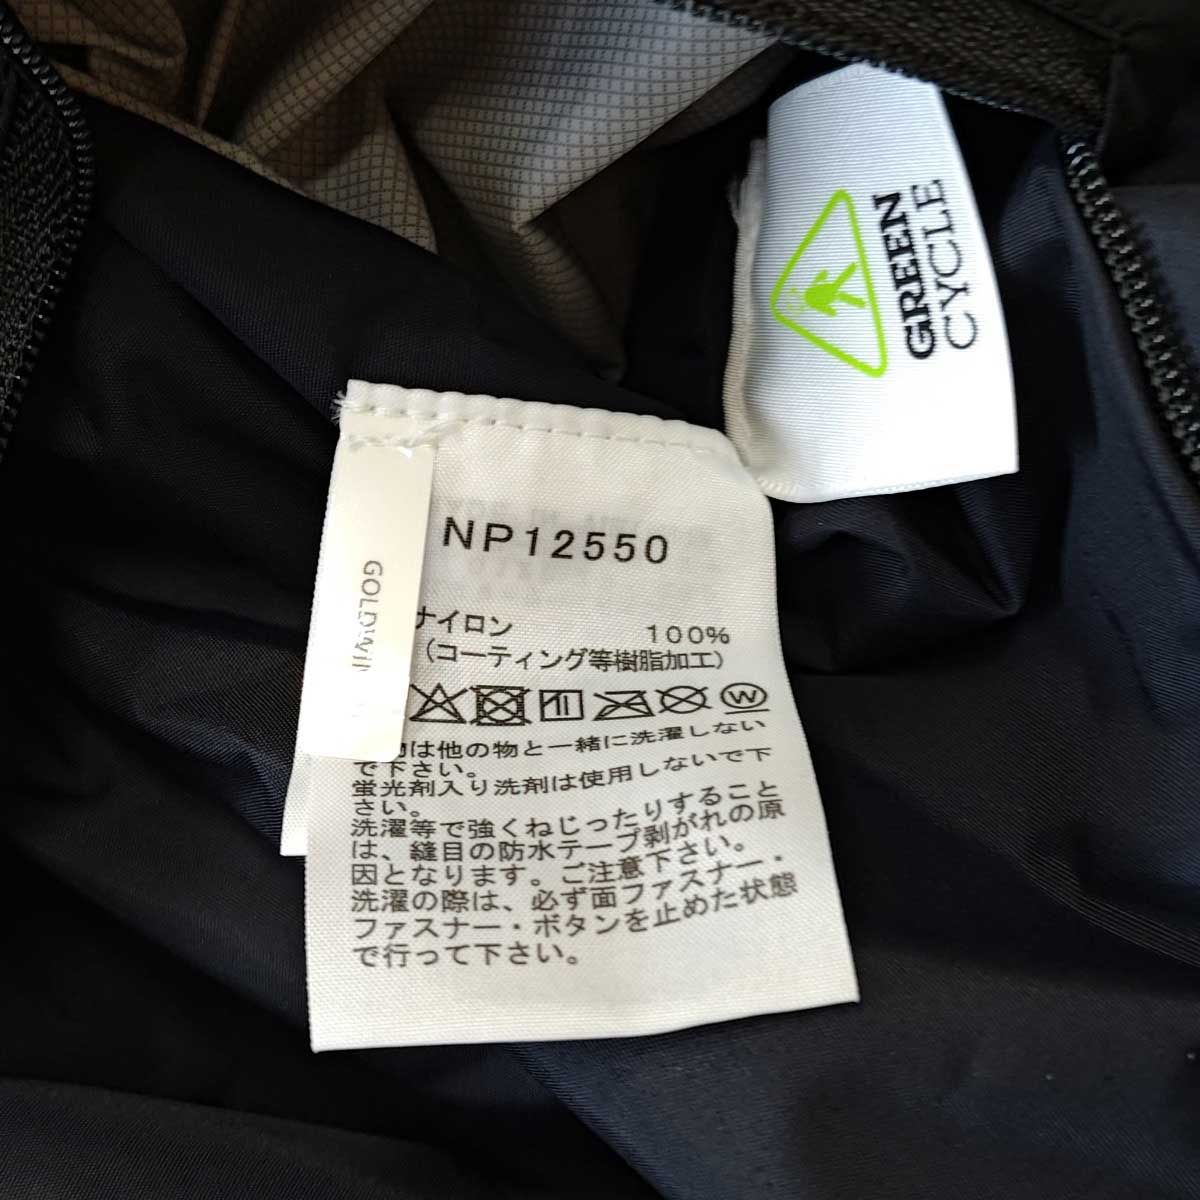 GREEN
CYCLE
NP12550
GOLDWIN
ナイロン 100%
(コーティング等樹脂加工)
W
物は他の物と一緒に洗濯しない
で下さい。
蛍光剤入り洗剤は使用しないで下
さい。
洗濯等で強くねじったりすること
は、縫目の防水テープ剥がれの原
因となります。ご注意下さい。
洗濯の際は、必ず面ファスナー・
ファスナー・ボタンを止めた状態
で行って下さい。